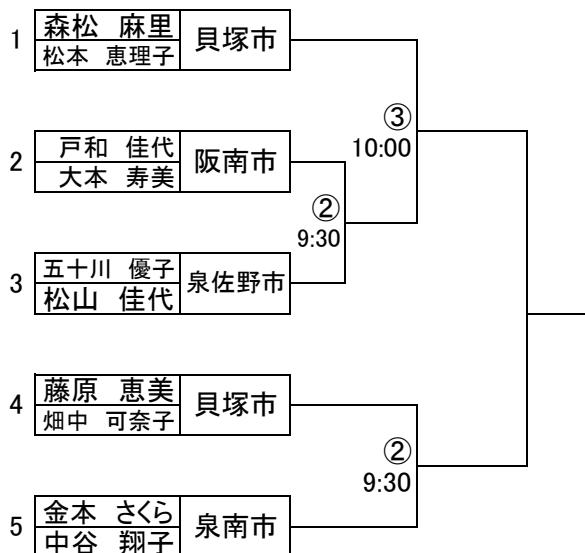 1
森松 麻里
松本 恵理子
貝塚市
③
10:00
2
戸和 佳代
大本 寿美
阪南市
②
9:30
3
五十川 優子
松山 佳代
泉佐野市
4
藤原 恵美
畑中 可奈子
貝塚市
②
9:30
5
金本 さくら
中谷 翔子
泉南市